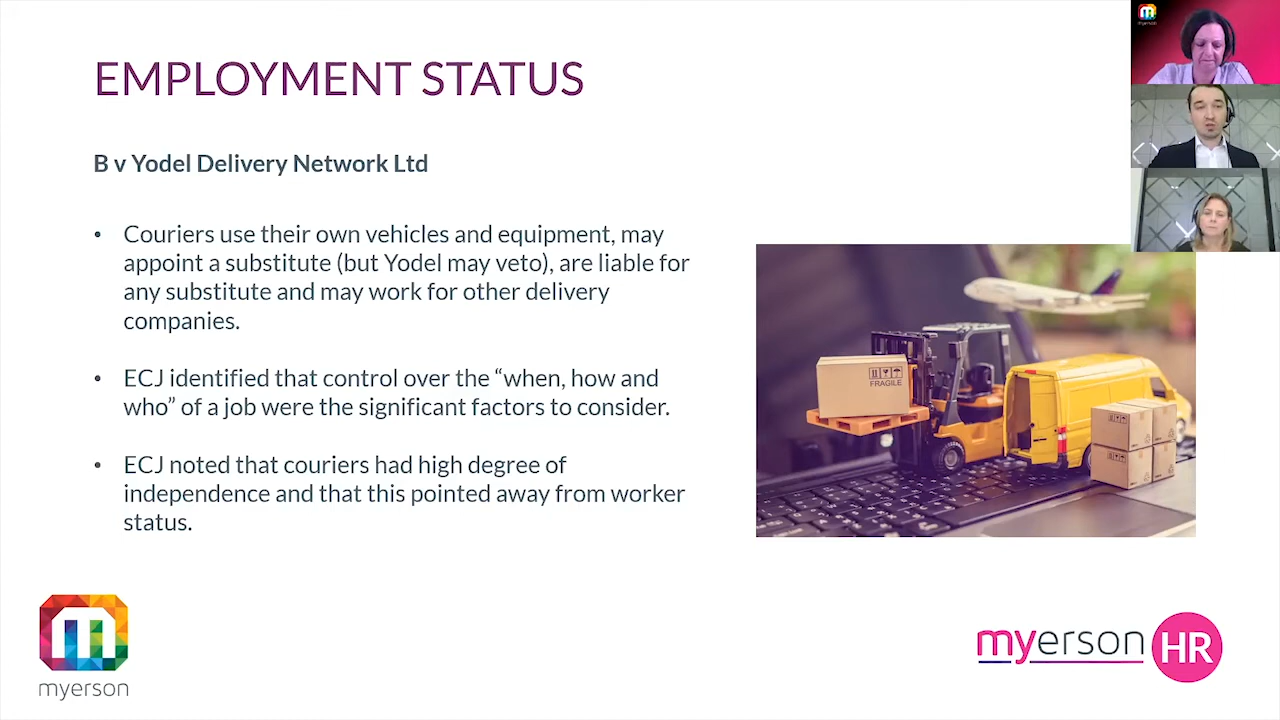 EMPLOYMENT STATUS
B v Yodel Delivery Network Ltd
• Couriers use their own vehicles and equipment, may
appoint a substitute (but Yodel may veto), are liable for
any substitute and may work for other delivery
companies.
• ECJ identified that control over the “when, how and
who” of a job were the significant factors to consider.
• ECJ noted that couriers had high degree of
independence and that this pointed away from worker
status.
FRAGILE
myerson
myerson HR